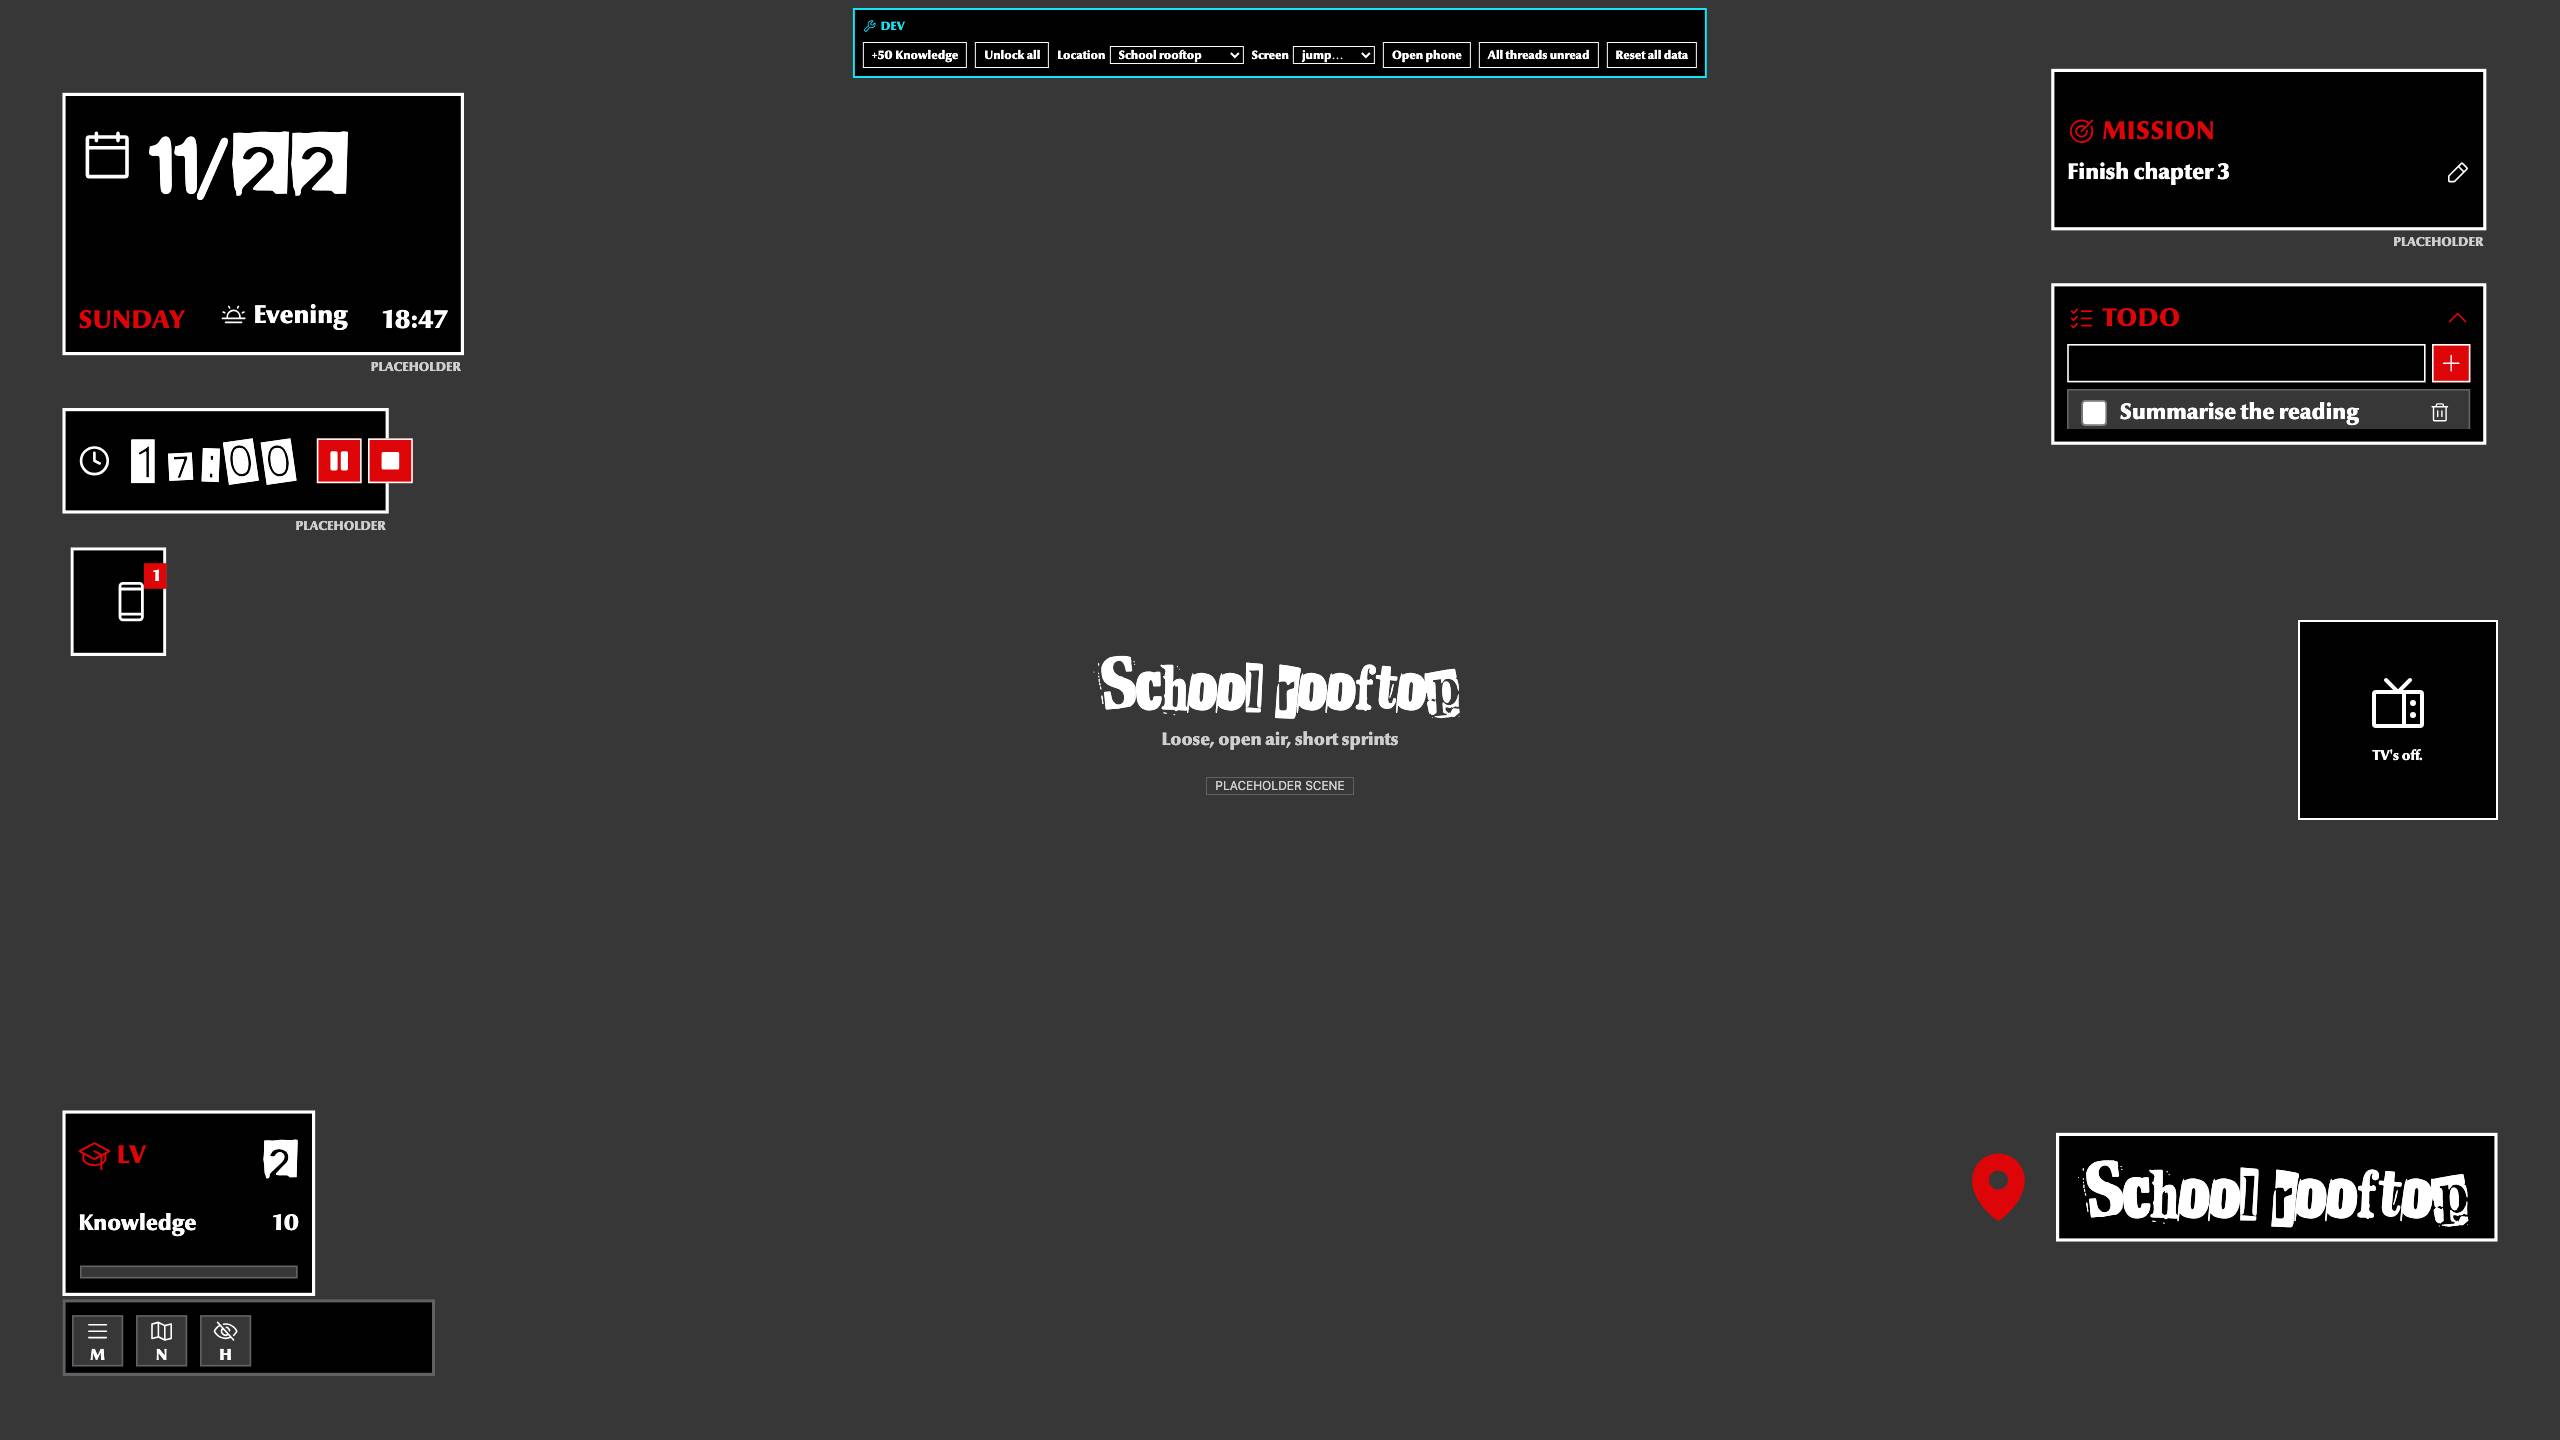 DEV
+50 Knowledge Unlock all Location School rooftop Screen jump... Open phone All threads unread Reset all data
11/22
SUNDAY Evening 18:47
PLACEHOLDER
17:00
PLACEHOLDER
1
MISSION
Finish chapter 3
PLACEHOLDER
TODO
Summarise the reading
School rooftop
Loose, open air, short sprints
PLACEHOLDER SCENE
TV's off.
LV 2
Knowledge 10
M N H
School rooftop